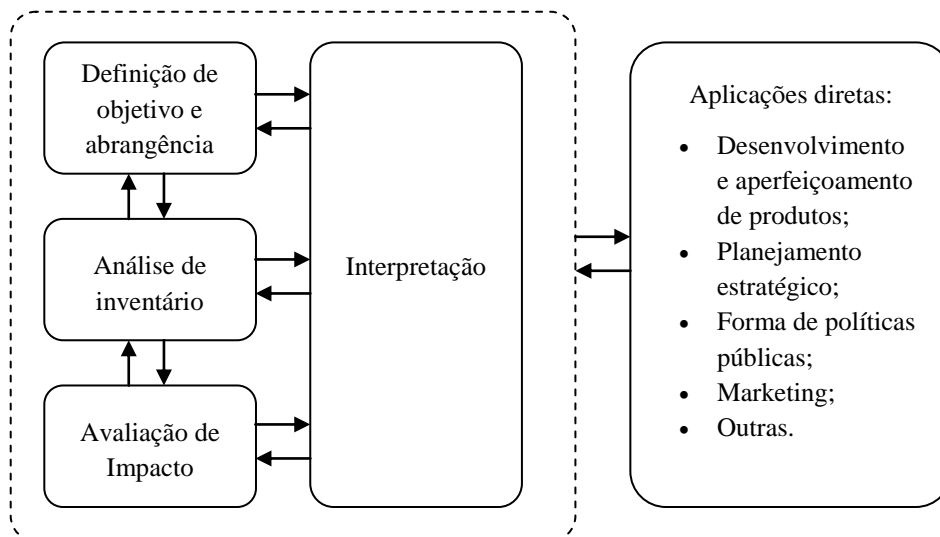 Definição de
objetivo e
abrangência
Análise de
inventário
Avaliação de
Impacto
Interpretação
Aplicações diretas:
• Desenvolvimento
e aperfeiçoamento
de produtos;
• Planejamento
estratégico;
• Forma de políticas
públicas;
• Marketing;
• Outras.